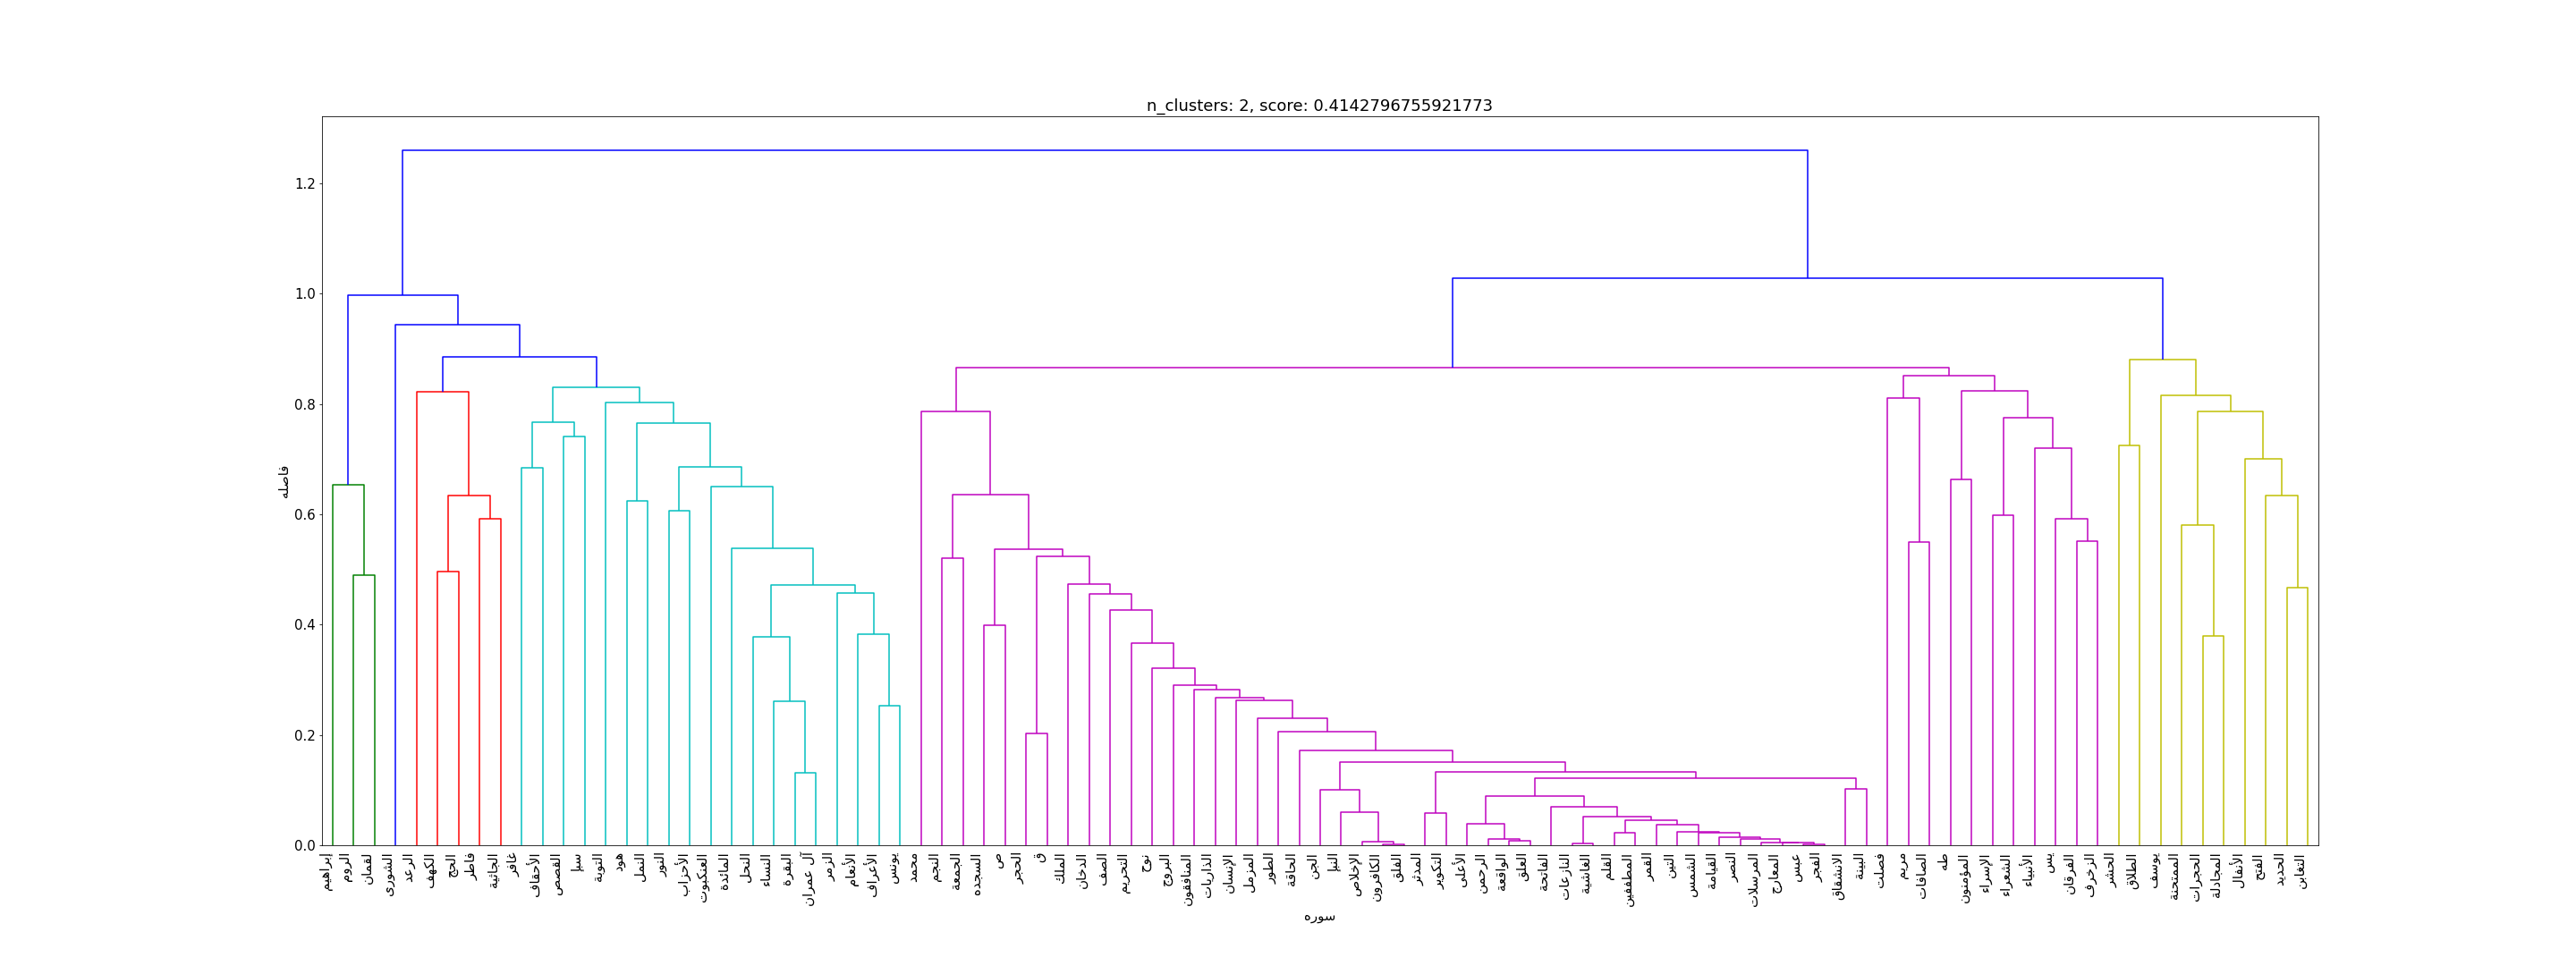 n_clusters: 2, score: 0.4142796755921773
1.2
1.0
0.8
0.6
0.4
0.2
0.0
فاصله
إبراهيم
الروم
لقمان
الشورى
الرعد
الكهف
الحج
فاطر
الجاثية
غافر
الأحقاف
القصص
سبإ
التوبة
هود
النمل
النور
الأحزاب
العنكبوت
المائدة
النحل
النساء
البقرة
آل عمران
الزمر
الأنعام
الأعراف
يونس
محمد
النجم
الجمعة
السجده
ص
الحجر
ق
الملك
الدخان
الصف
التحريم
نوح
البروج
المنافقون
الذاريات
الإنسان
المزمل
الطور
الحاقة
الجن
النبإ
الإخلاص
الكافرون
الفلق
المدثر
التكوير
الأعلى
الرحمن
الواقعة
العلق
الفاتحة
النازعات
الغاشية
القلم
المطففين
القمر
التين
الشمس
القيامة
النصر
المرسلات
المعارج
عبس
الفجر
الانشقاق
البينة
فصلت
مريم
الصافات
طه
المؤمنون
الإسراء
الشعراء
الأنبياء
يس
الفرقان
الزخرف
الحشر
الطلاق
يوسف
الممتحنة
الحجرات
المجادلة
الأنفال
الفتح
الحديد
التغابن
سوره